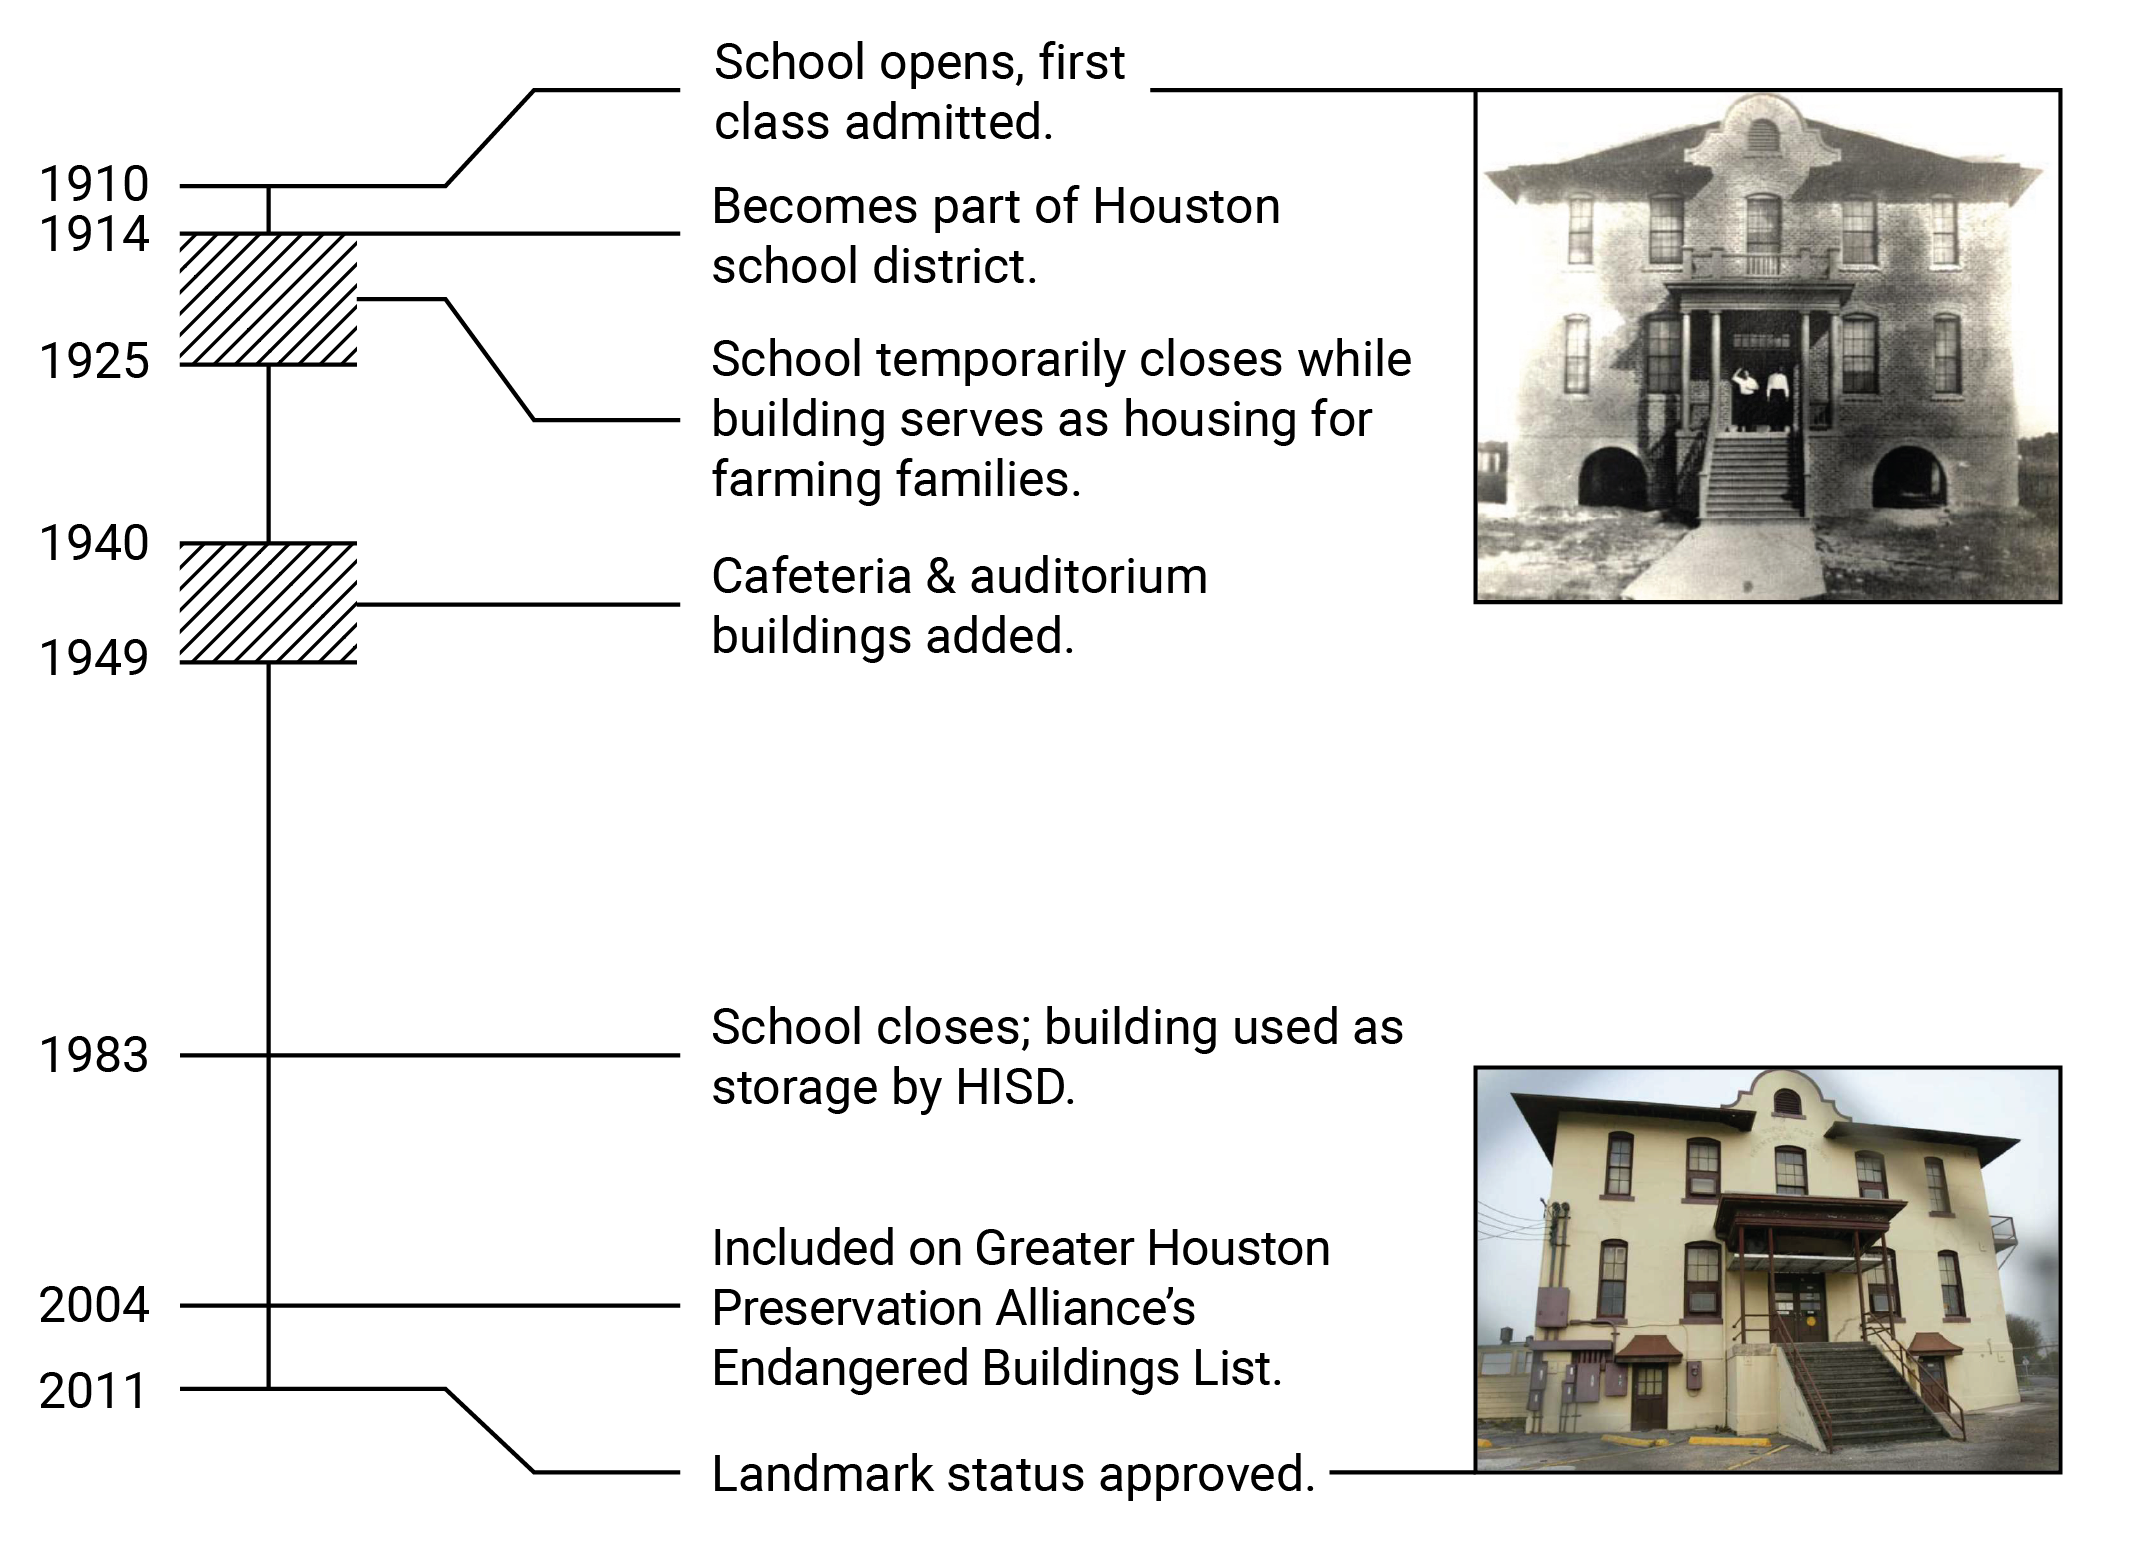 School opens, first
class admitted.
1910
1914
Becomes part of Houston
school district.
1925
School temporarily closes while
building serves as housing for
farming families.
1940
Cafeteria & auditorium
buildings added.
1949
1983
School closes; building used as
storage by HISD.
2004
Included on Greater Houston
Preservation Alliance’s
Endangered Buildings List.
2011
Landmark status approved.